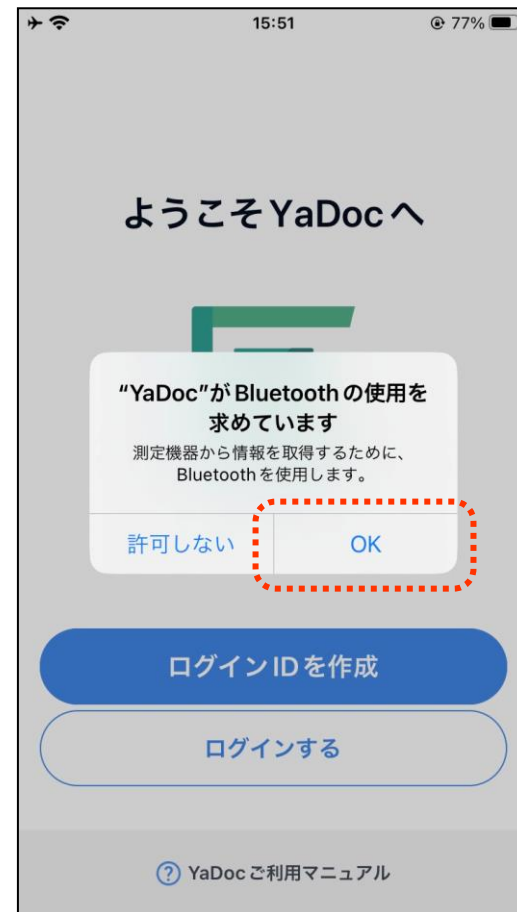 15:51
77%
ようこそYaDocへ
“YaDoc”がBluetoothの使用を
求めています
測定機器から情報を取得するために、
Bluetoothを使用します。
許可しない
OK
ログインIDを作成
ログインする
? YaDocご利用マニュアル